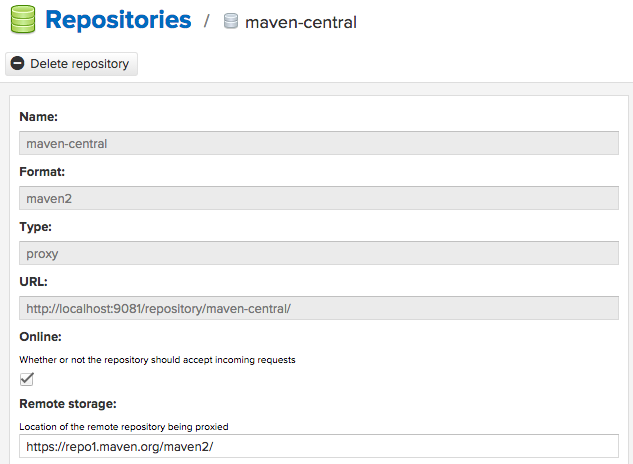 Repositories / maven-central
Delete repository
Name:
maven-central
Format:
maven2
Type:
proxy
URL:
http://localhost:9081/repository/maven-central/
Online:
Whether or not the repository should accept incoming requests
Remote storage:
Location of the remote repository being proxied
https://repo1.maven.org/maven2/